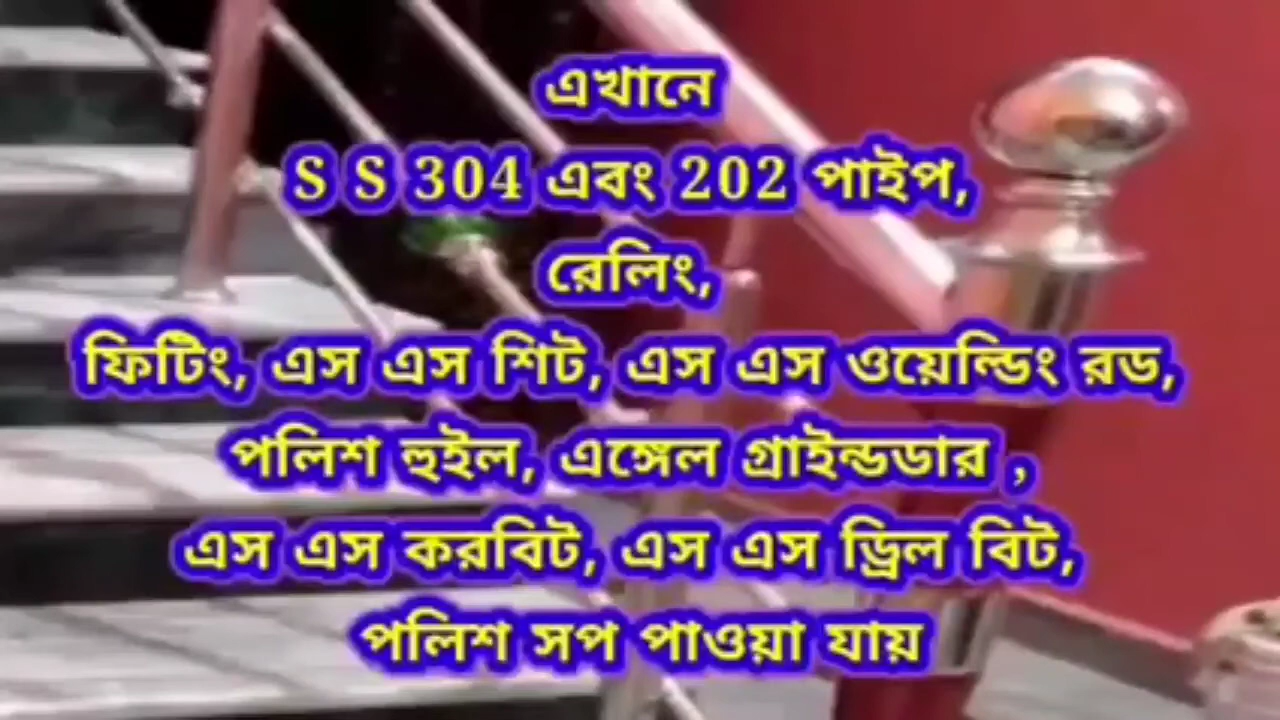 এখানে
S S 304 এবং 202 পাইপ,
রেলিং,
ফিটিং, এস এস শিট, এস এস ওয়েল্ডিং রড,
পলিশ হুইল, এঙ্গেল গ্রাইন্ডডার ,
এস এস করবিট, এস এস ড্রিল বিট,
পলিশ সপ পাওয়া যায়